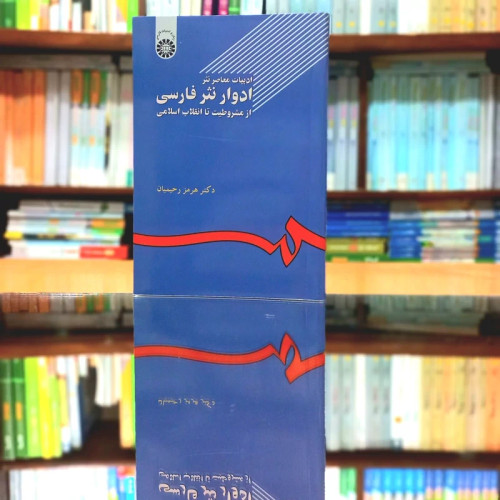 ادبیات معاصر نثر
ادوار نثر فارسی
از مشروطیت تا انقلاب اسلامی
دکتر هرمز رحیمیان